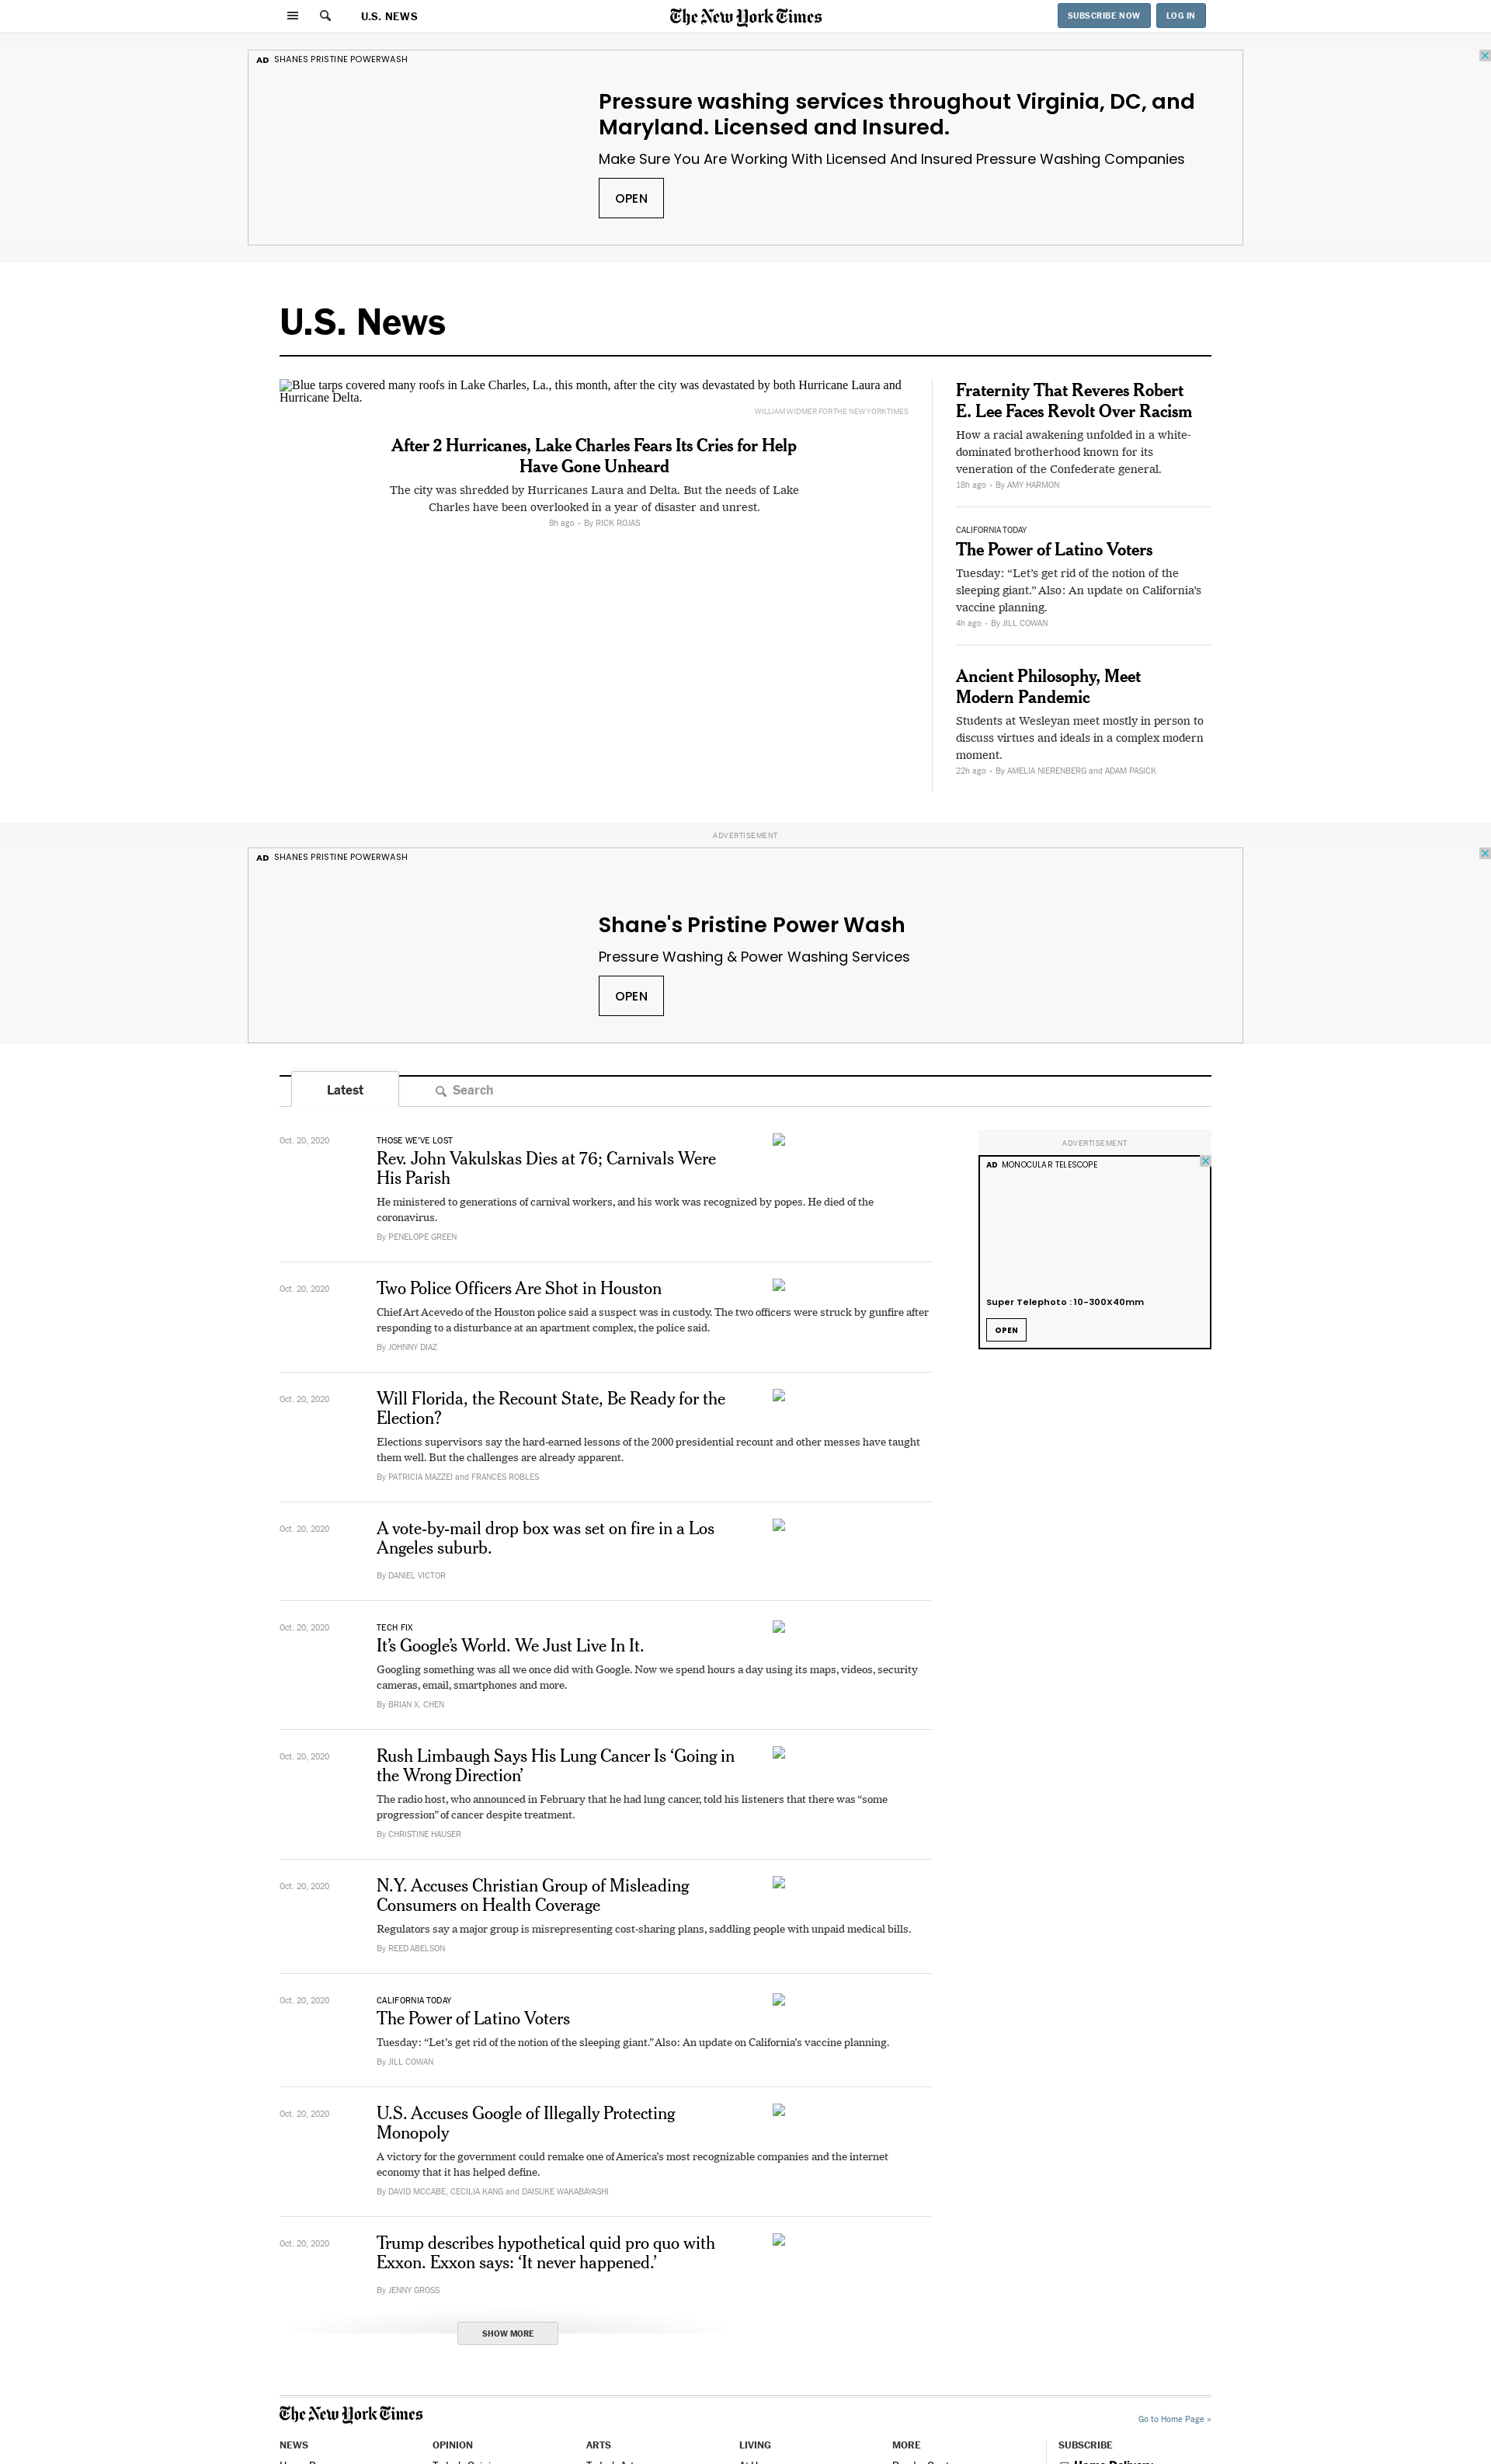 U.S. NEWS
The New York Times
SUBSCRIBE NOW
LOG IN
AD SHANES PRISTINE POWERWASH
Pressure washing services throughout Virginia, DC, and
Maryland. Licensed and Insured.
Make Sure You Are Working With Licensed And Insured Pressure Washing Companies
OPEN
U.S. News
Blue tarps covered many roofs in Lake Charles, La., this month, after the city was devastated by both Hurricane Laura and
Hurricane Delta.
WILLIAM WIDMER FOR THE NEW YORK TIMES
After 2 Hurricanes, Lake Charles Fears Its Cries for Help
Have Gone Unheard
The city was shredded by Hurricanes Laura and Delta. But the needs of Lake
Charles have been overlooked in a year of disaster and unrest.
8h ago • By RICK ROJAS
Fraternity That Reveres Robert
E. Lee Faces Revolt Over Racism
How a racial awakening unfolded in a white-
dominated brotherhood known for its
veneration of the Confederate general.
18h ago • By AMY HARMON
CALIFORNIA TODAY
The Power of Latino Voters
Tuesday: “Let’s get rid of the notion of the
sleeping giant.” Also: An update on California’s
vaccine planning.
4h ago • By JILL COWAN
Ancient Philosophy, Meet
Modern Pandemic
Students at Wesleyan meet mostly in person to
discuss virtues and ideals in a complex modern
moment.
22h ago • By AMELIA NIERENBERG and ADAM PASICK
ADVERTISEMENT
AD SHANES PRISTINE POWERWASH
Shane's Pristine Power Wash
Pressure Washing & Power Washing Services
OPEN
Latest
Search
Oct. 20, 2020
THOSE WE’VE LOST
Rev. John Vakulskas Dies at 76; Carnivals Were
His Parish
He ministered to generations of carnival workers, and his work was recognized by popes. He died of the
coronavirus.
By PENELOPE GREEN
ADVERTISEMENT
AD MONOCULAR TELESCOPE
Super Telephoto : 10-300X40mm
OPEN
Oct. 20, 2020
Two Police Officers Are Shot in Houston
Chief Art Acevedo of the Houston police said a suspect was in custody. The two officers were struck by gunfire after
responding to a disturbance at an apartment complex, the police said.
By JOHNNY DIAZ
Oct. 20, 2020
Will Florida, the Recount State, Be Ready for the
Election?
Elections supervisors say the hard-earned lessons of the 2000 presidential recount and other messes have taught
them well. But the challenges are already apparent.
By PATRICIA MAZZEI and FRANCES ROBLES
Oct. 20, 2020
A vote-by-mail drop box was set on fire in a Los
Angeles suburb.
By DANIEL VICTOR
Oct. 20, 2020
TECH FIX
It’s Google’s World. We Just Live In It.
Googling something was all we once did with Google. Now we spend hours a day using its maps, videos, security
cameras, email, smartphones and more.
By BRIAN X. CHEN
Oct. 20, 2020
Rush Limbaugh Says His Lung Cancer Is ‘Going in
the Wrong Direction’
The radio host, who announced in February that he had lung cancer, told his listeners that there was “some
progression” of cancer despite treatment.
By CHRISTINE HAUSER
Oct. 20, 2020
N.Y. Accuses Christian Group of Misleading
Consumers on Health Coverage
Regulators say a major group is misrepresenting cost-sharing plans, saddling people with unpaid medical bills.
By REED ABELSON
Oct. 20, 2020
CALIFORNIA TODAY
The Power of Latino Voters
Tuesday: “Let’s get rid of the notion of the sleeping giant.” Also: An update on California’s vaccine planning.
By JILL COWAN
Oct. 20, 2020
U.S. Accuses Google of Illegally Protecting
Monopoly
A victory for the government could remake one of America’s most recognizable companies and the internet
economy that it has helped define.
By DAVID MCCABE, CECILIA KANG and DAISUKE WAKABAYASHI
Oct. 20, 2020
Trump describes hypothetical quid pro quo with
Exxon. Exxon says: ‘It never happened.’
By JENNY GROSS
SHOW MORE
The New York Times
Go to Home Page »
NEWS
OPINION
ARTS
LIVING
MORE
SUBSCRIBE